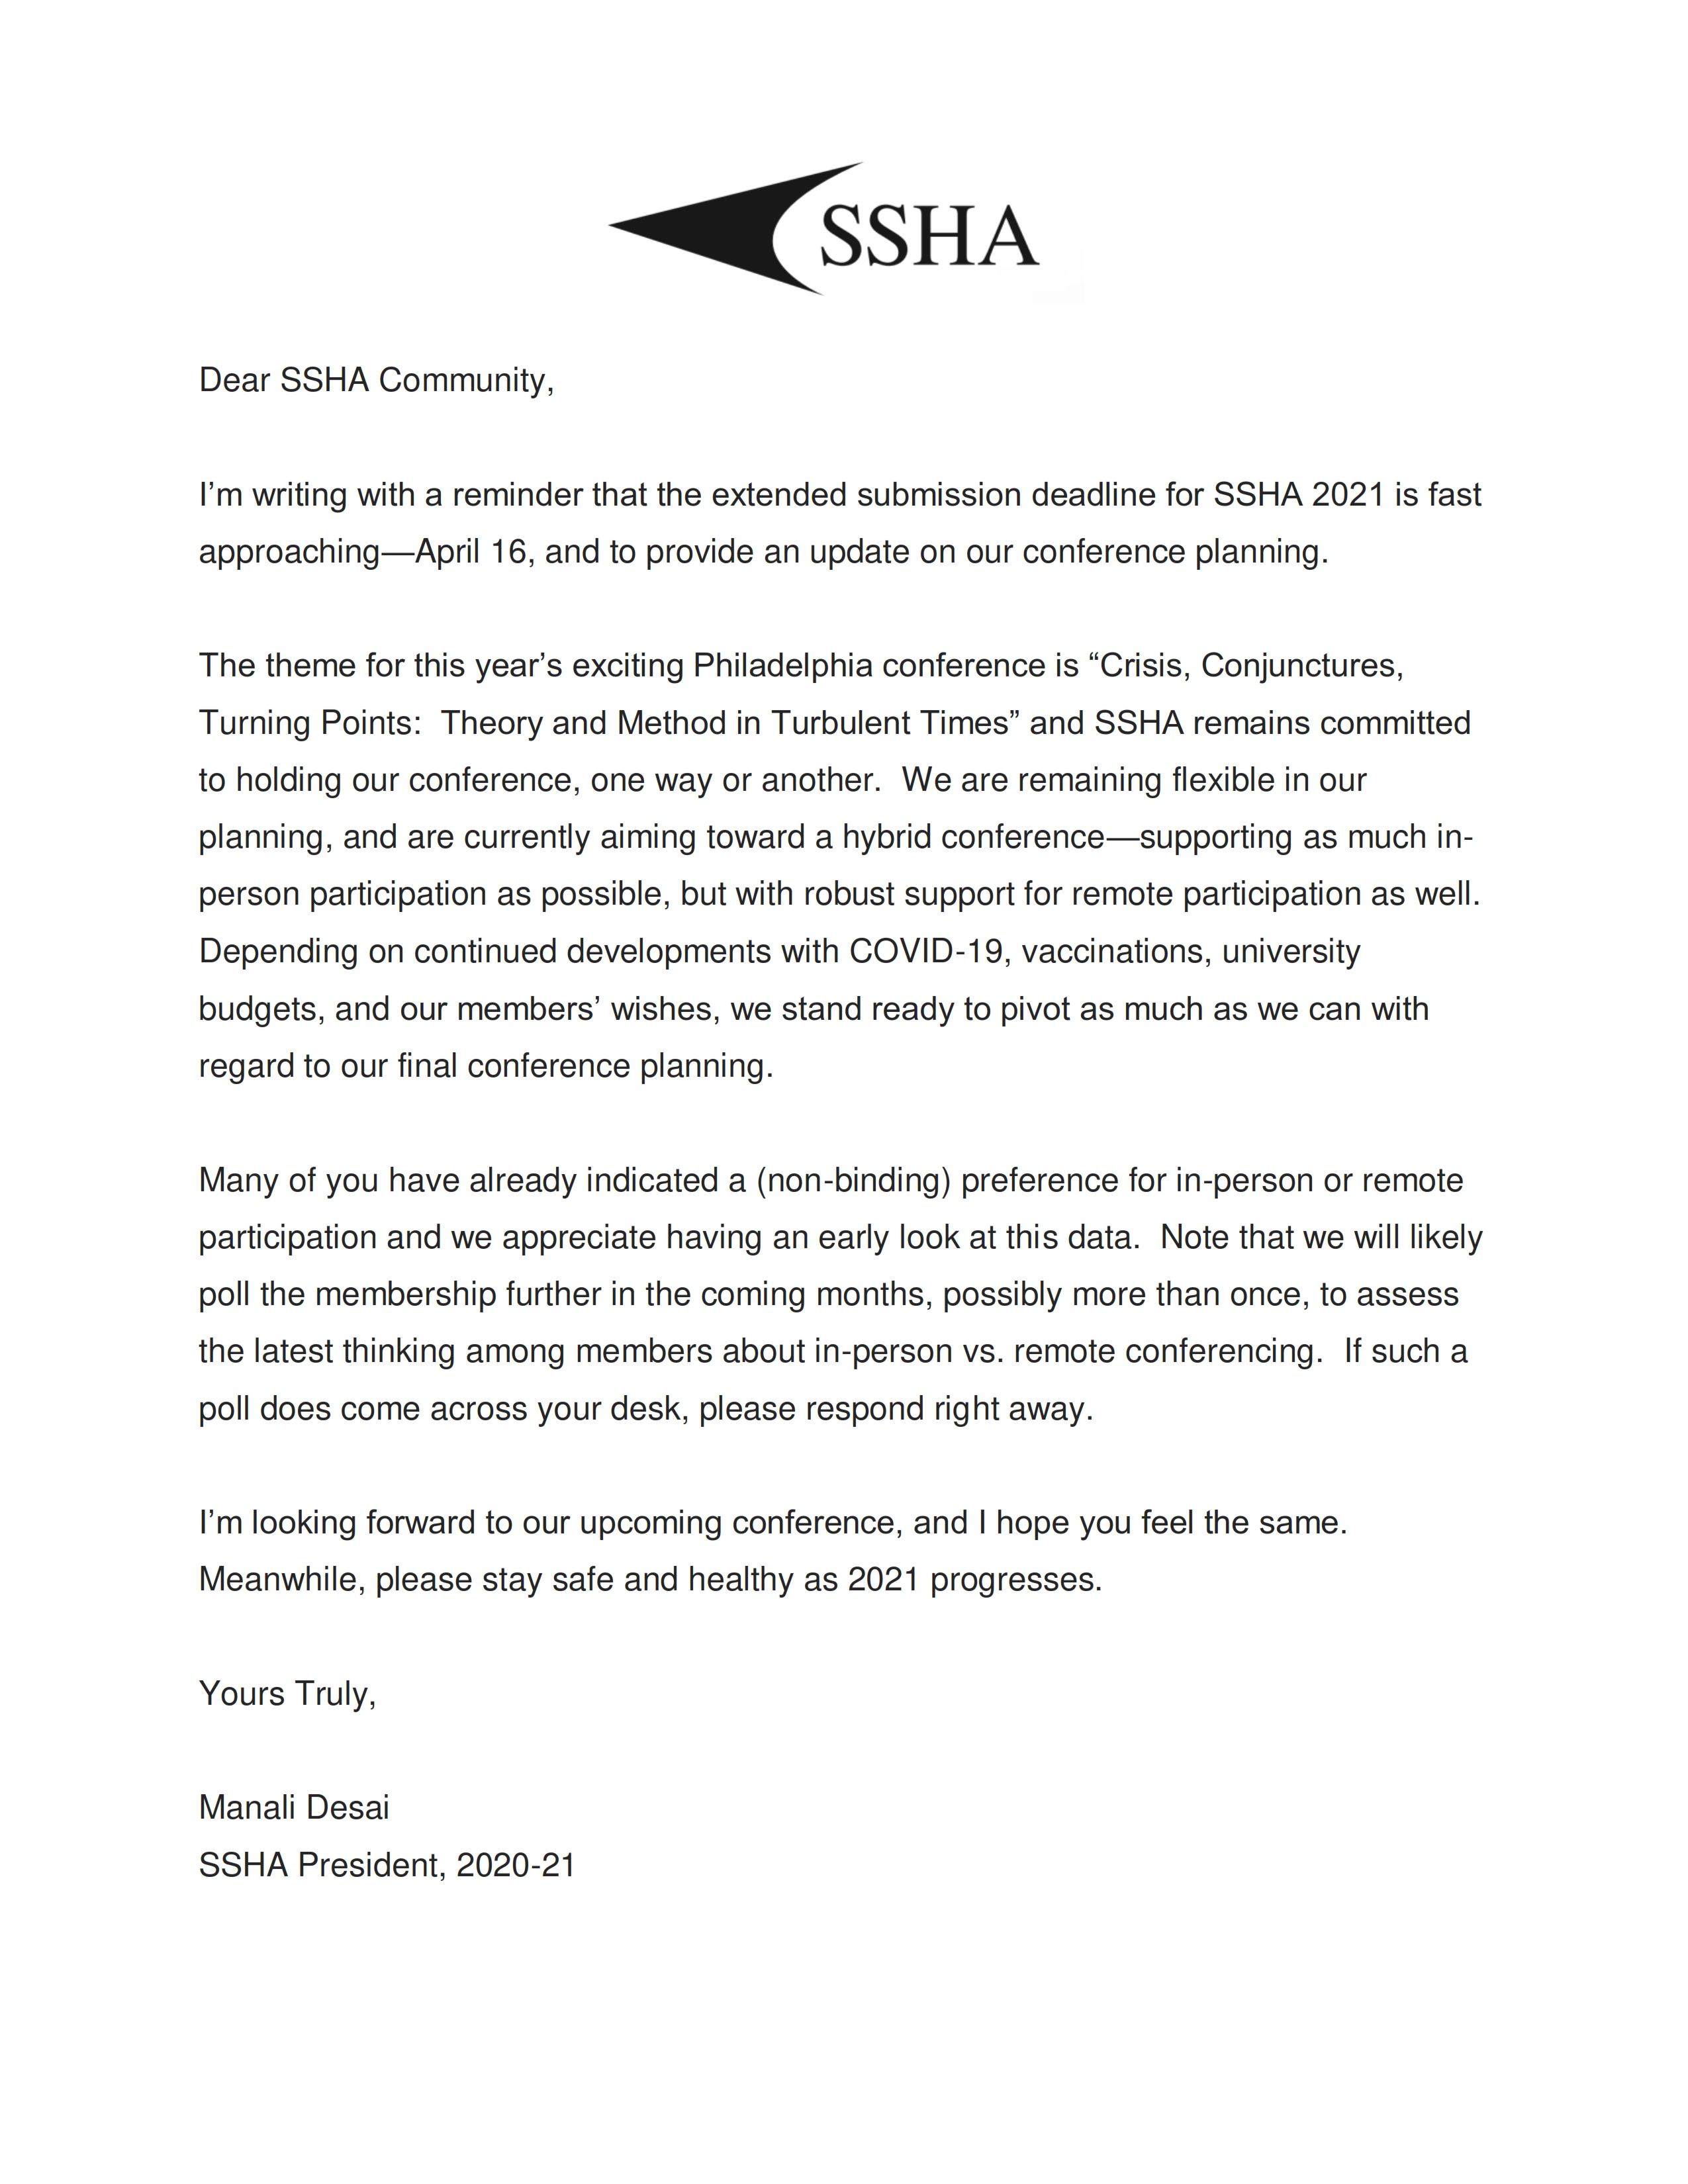 SSHA
Dear SSHA Community,
I’m writing with a reminder that the extended submission deadline for SSHA 2021 is fast
approaching—April 16, and to provide an update on our conference planning.
The theme for this year’s exciting Philadelphia conference is “Crisis, Conjunctures,
Turning Points:  Theory and Method in Turbulent Times” and SSHA remains committed
to holding our conference, one way or another.  We are remaining flexible in our
planning, and are currently aiming toward a hybrid conference—supporting as much in-
person participation as possible, but with robust support for remote participation as well.
Depending on continued developments with COVID-19, vaccinations, university
budgets, and our members’ wishes, we stand ready to pivot as much as we can with
regard to our final conference planning.
Many of you have already indicated a (non-binding) preference for in-person or remote
participation and we appreciate having an early look at this data.  Note that we will likely
poll the membership further in the coming months, possibly more than once, to assess
the latest thinking among members about in-person vs. remote conferencing.  If such a
poll does come across your desk, please respond right away.
I’m looking forward to our upcoming conference, and I hope you feel the same.
Meanwhile, please stay safe and healthy as 2021 progresses.
Yours Truly,
Manali Desai
SSHA President, 2020-21